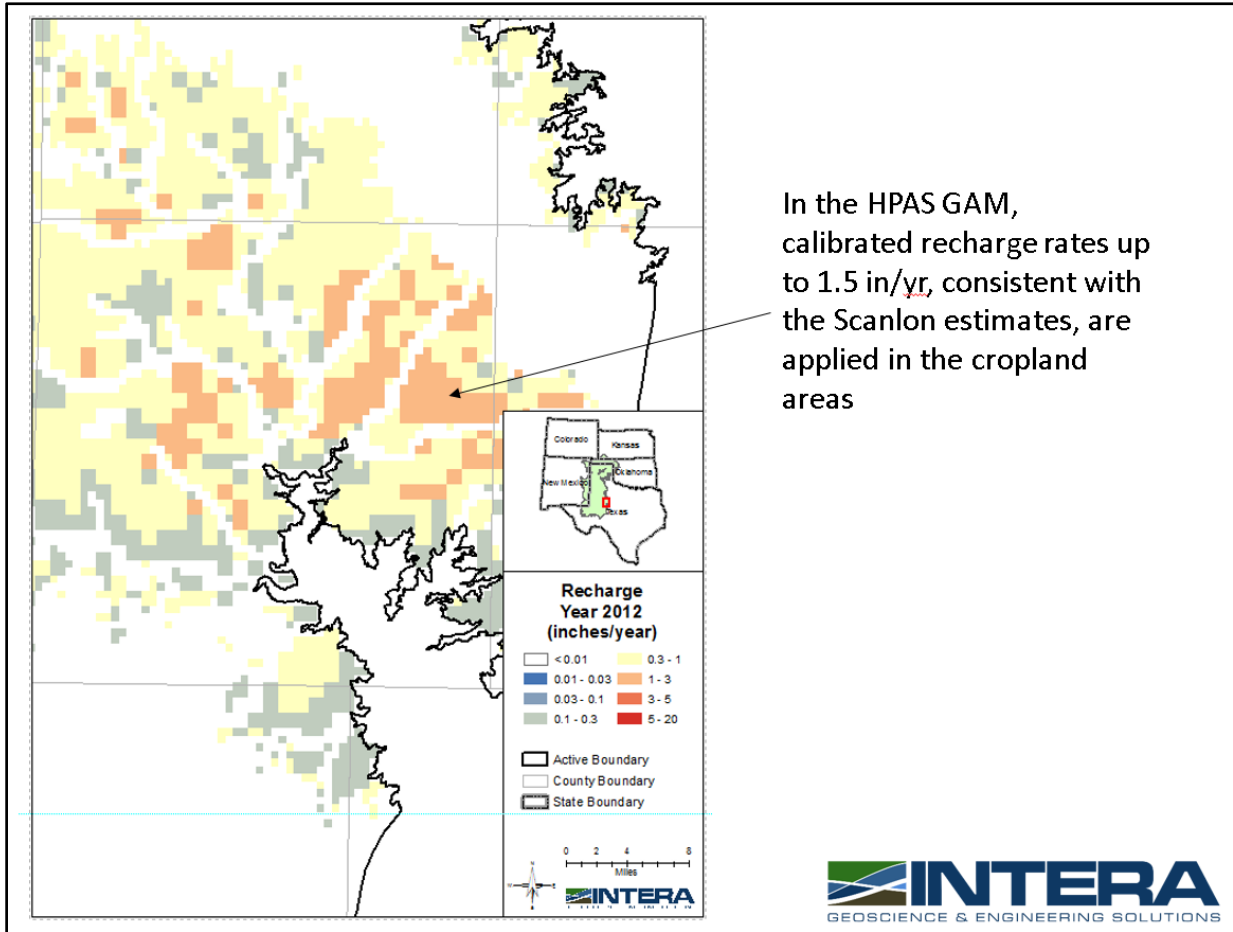 In the HPAS GAM,
calibrated recharge rates up
to 1.5 in/yr, consistent with
the Scanlon estimates, are
applied in the cropland
areas
Colorado
Kansas
New Mexico
Oklahoma
Texas
Recharge
Year 2012
(inches/year)
< 0.01
0.3 - 1
0.01 - 0.03
1 - 3
0.03 - 0.1
3 - 5
0.1 - 0.3
5 - 20
Active Boundary
County Boundary
State Boundary
0 2 4 8
Miles
N
INTERA
INTERA
GEOSCIENCE & ENGINEERING SOLUTIONS